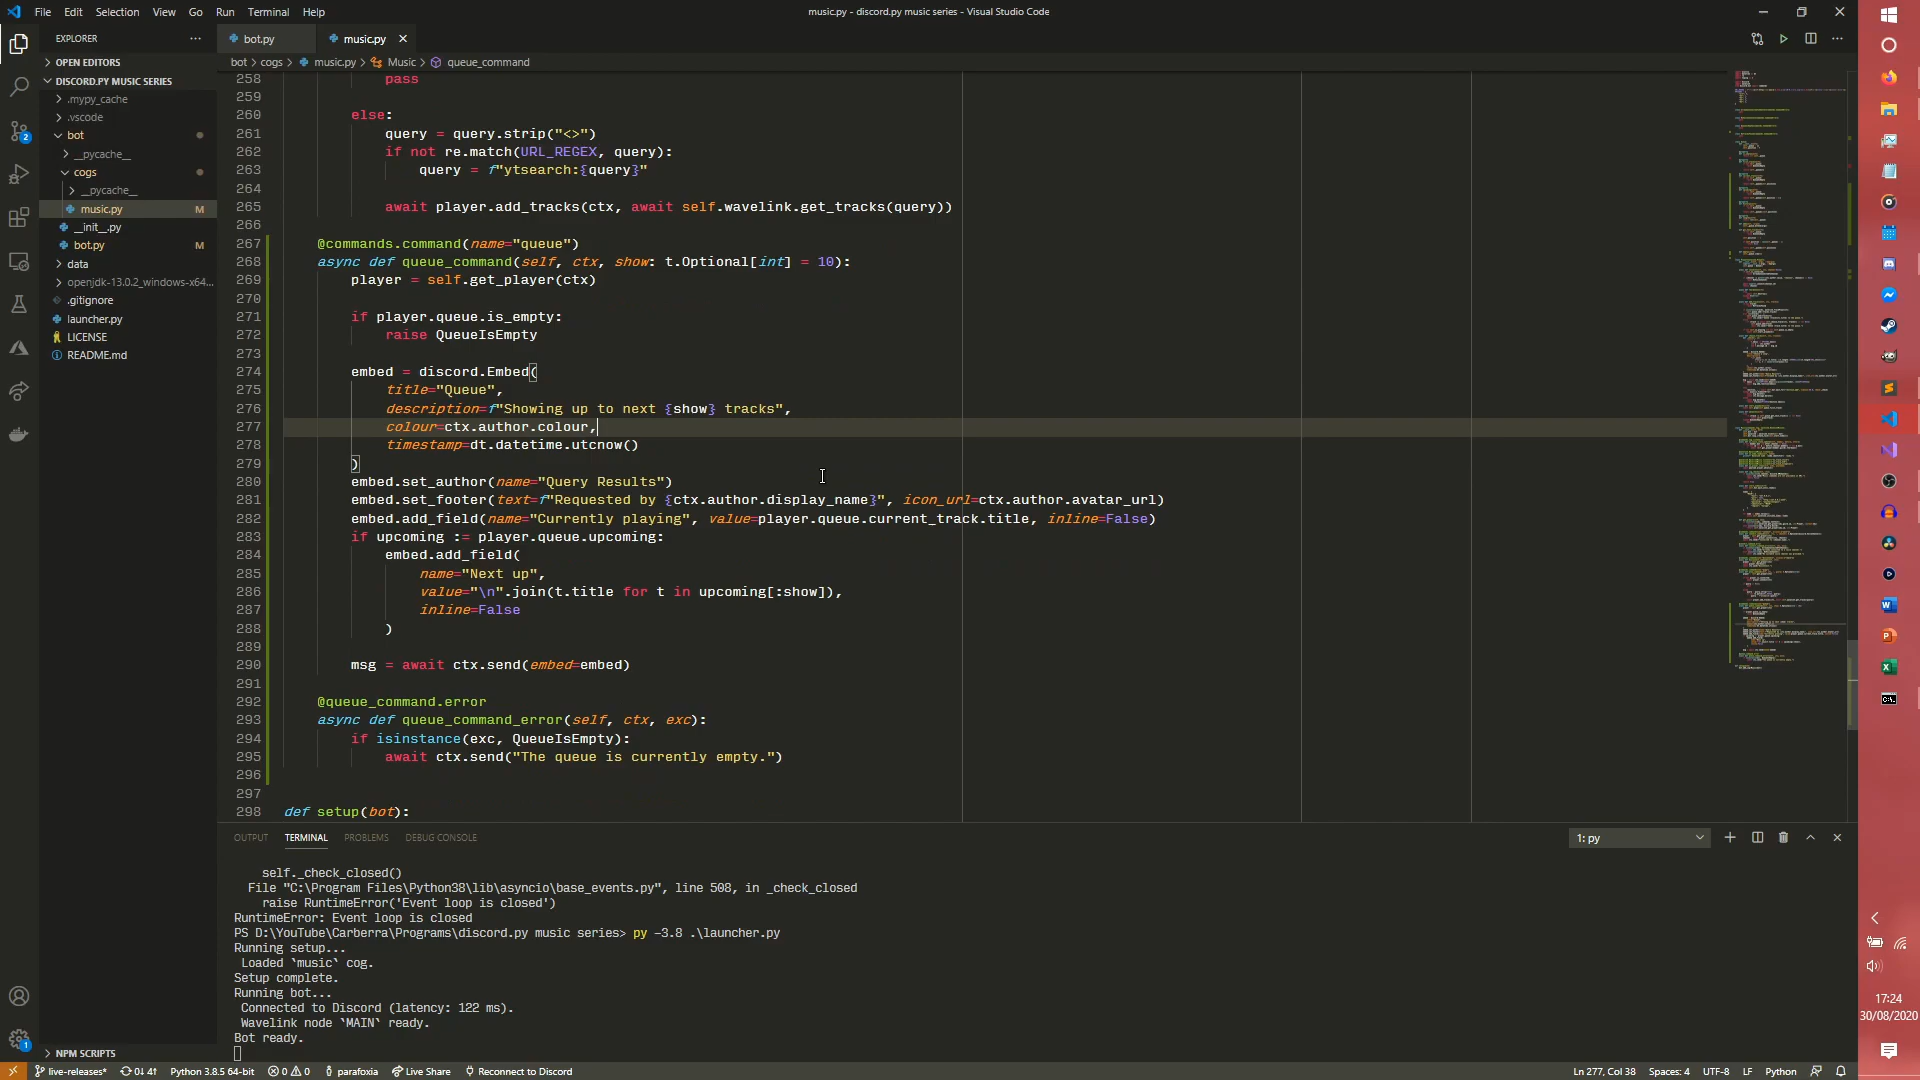 File Edit Selection View Go Run Terminal Help
music.py - discord.py music series - Visual Studio Code
EXPLORER
OPEN EDITORS
DISCORD.PY MUSIC SERIES
.mypy_cache
.vscode
bot
__pycache__
cogs
__pycache__
music.py M
__init__.py
bot.py M
data
openjdk-13.0.2_windows-x64...
.gitignore
launcher.py
LICENSE
README.md
NPM SCRIPTS
bot.py music.py
bot > cogs > music.py > Music > queue_command
258 pass
259
260 else:
261 query = query.strip("<>")
262 if not re.match(URL_REGEX, query):
263 query = f"ytsearch:{query}"
264
265 await player.add_tracks(ctx, await self.wavelink.get_tracks(query))
266
267 @commands.command(name="queue")
268 async def queue_command(self, ctx, show: t.Optional[int] = 10):
269 player = self.get_player(ctx)
270
271 if player.queue.is_empty:
272 raise QueueIsEmpty
273
274 embed = discord.Embed(
275 title="Queue",
276 description=f"Showing up to next {show} tracks",
277 colour=ctx.author.colour,
278 timestamp=dt.datetime.utcnow()
279 )
280 embed.set_author(name="Query Results")
281 embed.set_footer(text=f"Requested by {ctx.author.display_name}", icon_url=ctx.author.avatar_url)
282 embed.add_field(name="Currently playing", value=player.queue.current_track.title, inline=False)
283 if upcoming := player.queue.upcoming:
284 embed.add_field(
285 name="Next up",
286 value="\n".join(t.title for t in upcoming[:show]),
287 inline=False
288 )
289
290 msg = await ctx.send(embed=embed)
291
292 @queue_command.error
293 async def queue_command_error(self, ctx, exc):
294 if isinstance(exc, QueueIsEmpty):
295 await ctx.send("The queue is currently empty.")
296
297
298 def setup(bot):
OUTPUT TERMINAL PROBLEMS DEBUG CONSOLE
1: py
self._check_closed()
File "C:\Program Files\Python38\lib\asyncio\base_events.py", line 508, in _check_closed
raise RuntimeError('Event loop is closed')
RuntimeError: Event loop is closed
PS D:\YouTube\Carberra\Programs\discord.py music series> py -3.8 .\launcher.py
Running setup...
Loaded `music` cog.
Setup complete.
Running bot...
Connected to Discord (latency: 122 ms).
Wavelink node `MAIN` ready.
Bot ready.
live-releases* 0↓ 4↑ Python 3.8.5 64-bit 0 0 parafoxia Live Share Reconnect to Discord
Ln 277, Col 38 Spaces: 4 UTF-8 LF Python
17:24
30/08/2020